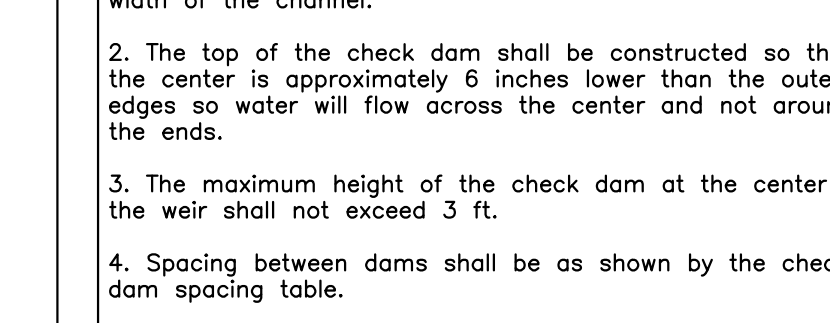 width of the channel.
2. The top of the check dam shall be constructed so th
the center is approximately 6 inches lower than the oute
edges so water will flow across the center and not arou
the ends.
3. The maximum height of the check dam at the center
the weir shall not exceed 3 ft.
4. Spacing between dams shall be as shown by the chec
dam spacing table.